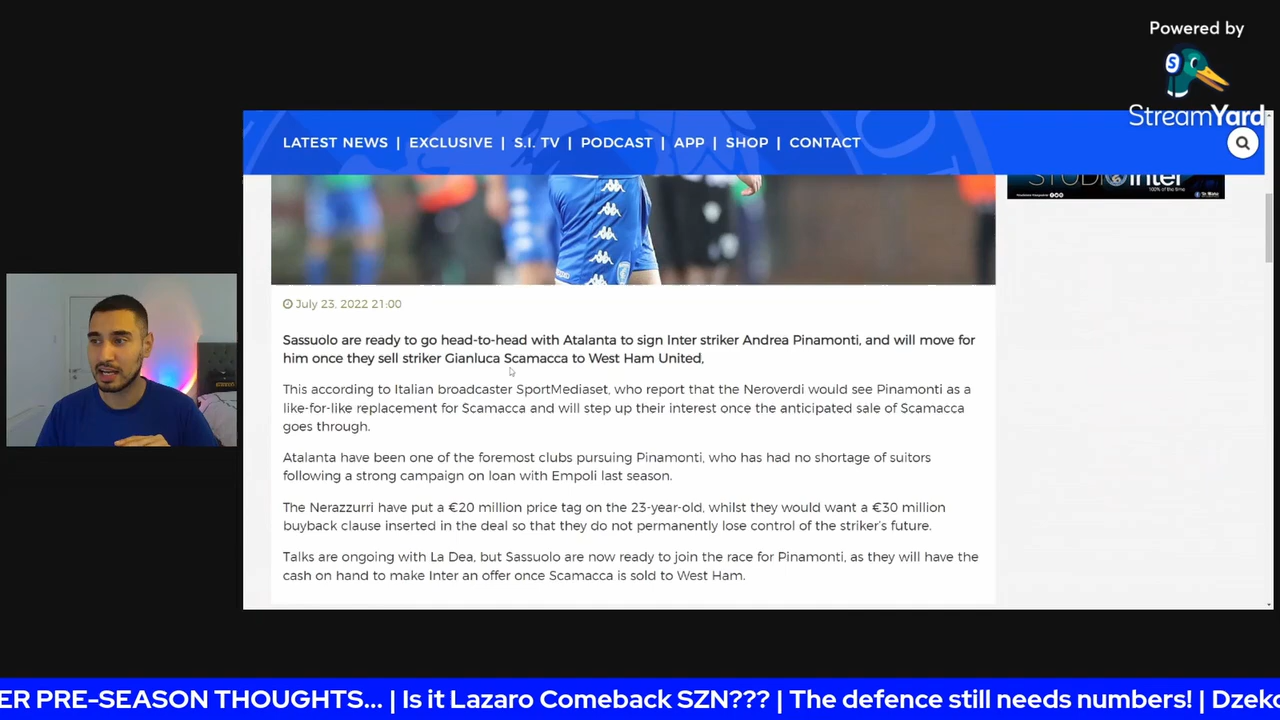 Powered by
StreamYard
LATEST NEWS | EXCLUSIVE | S.I. TV | PODCAST | APP | SHOP | CONTACT
STUDIOinter
July 23, 2022 21:00
Sassuolo are ready to go head-to-head with Atalanta to sign Inter striker Andrea Pinamonti, and will move for
him once they sell striker Gianluca Scamacca to West Ham United,
This according to Italian broadcaster SportMediaset, who report that the Neroverdi would see Pinamonti as a
like-for-like replacement for Scamacca and will step up their interest once the anticipated sale of Scamacca
goes through.
Atalanta have been one of the foremost clubs pursuing Pinamonti, who has had no shortage of suitors
following a strong campaign on loan with Empoli last season.
The Nerazzurri have put a €20 million price tag on the 23-year-old, whilst they would want a €30 million
buyback clause inserted in the deal so that they do not permanently lose control of the striker's future.
Talks are ongoing with La Dea, but Sassuolo are now ready to join the race for Pinamonti, as they will have the
cash on hand to make Inter an offer once Scamacca is sold to West Ham.
ER PRE-SEASON THOUGHTS... | Is it Lazaro Comeback SZN??? | The defence still needs numbers! | Dzeko